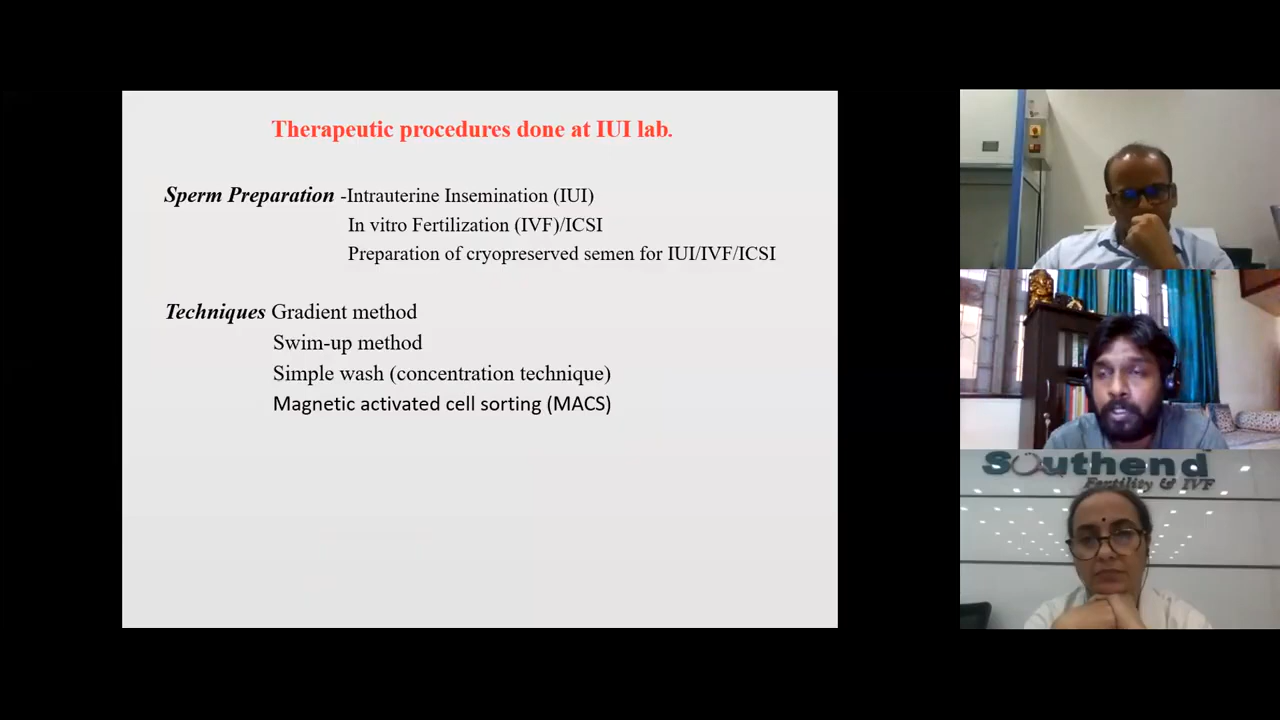 Therapeutic procedures done at IUI lab.
Sperm Preparation -Intrauterine Insemination (IUI)
In vitro Fertilization (IVF)/ICSI
Preparation of cryopreserved semen for IUI/IVF/ICSI
Techniques Gradient method
Swim-up method
Simple wash (concentration technique)
Magnetic activated cell sorting (MACS)
Southend
Fertility & IVF